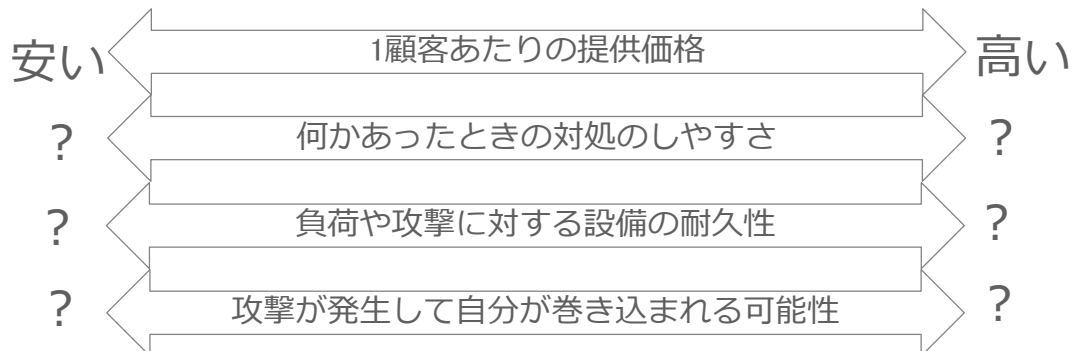 安い 1顧客あたりの提供価格 高い
? 何かあったときの対処のしやすさ ?
? 負荷や攻撃に対する設備の耐久性 ?
? 攻撃が発生して自分が巻き込まれる可能性 ?